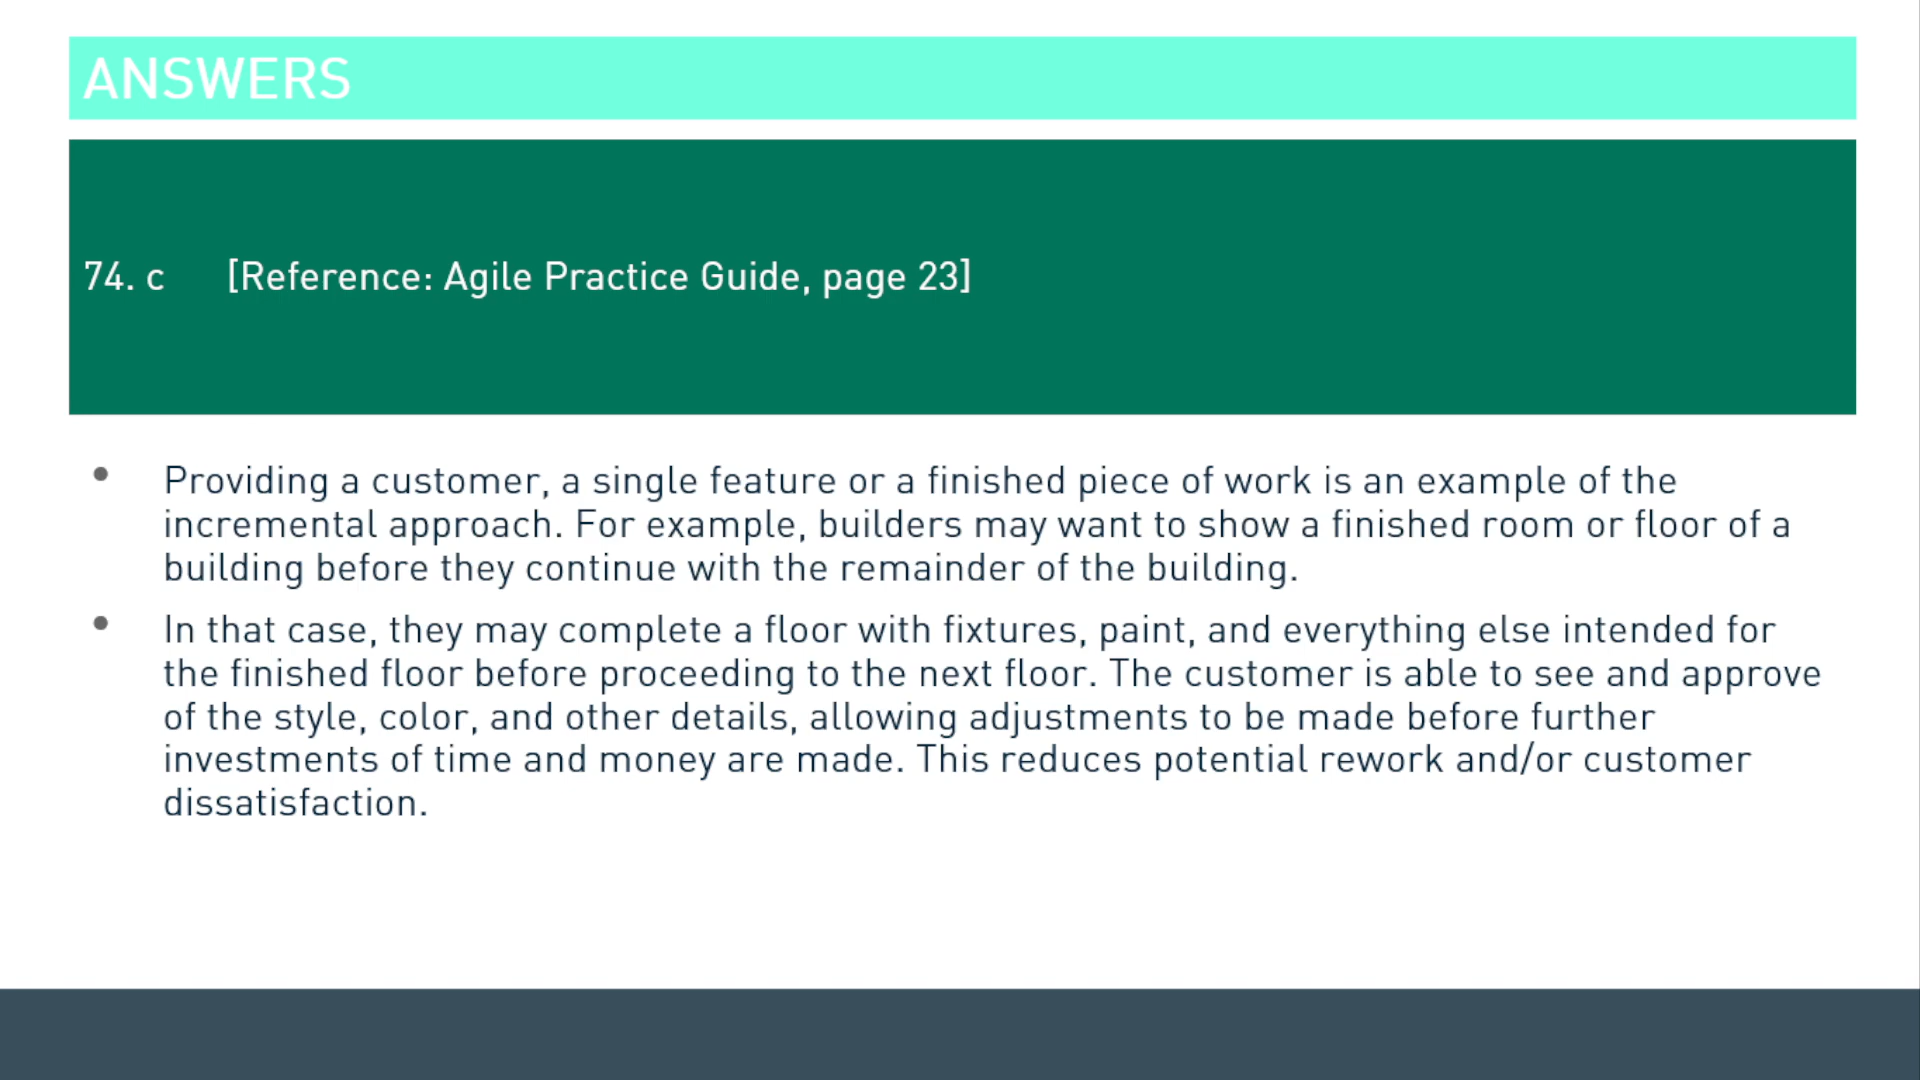 ANSWERS
74. c [Reference: Agile Practice Guide, page 23]
• Providing a customer, a single feature or a finished piece of work is an example of the
incremental approach. For example, builders may want to show a finished room or floor of a
building before they continue with the remainder of the building.
• In that case, they may complete a floor with fixtures, paint, and everything else intended for
the finished floor before proceeding to the next floor. The customer is able to see and approve
of the style, color, and other details, allowing adjustments to be made before further
investments of time and money are made. This reduces potential rework and/or customer
dissatisfaction.